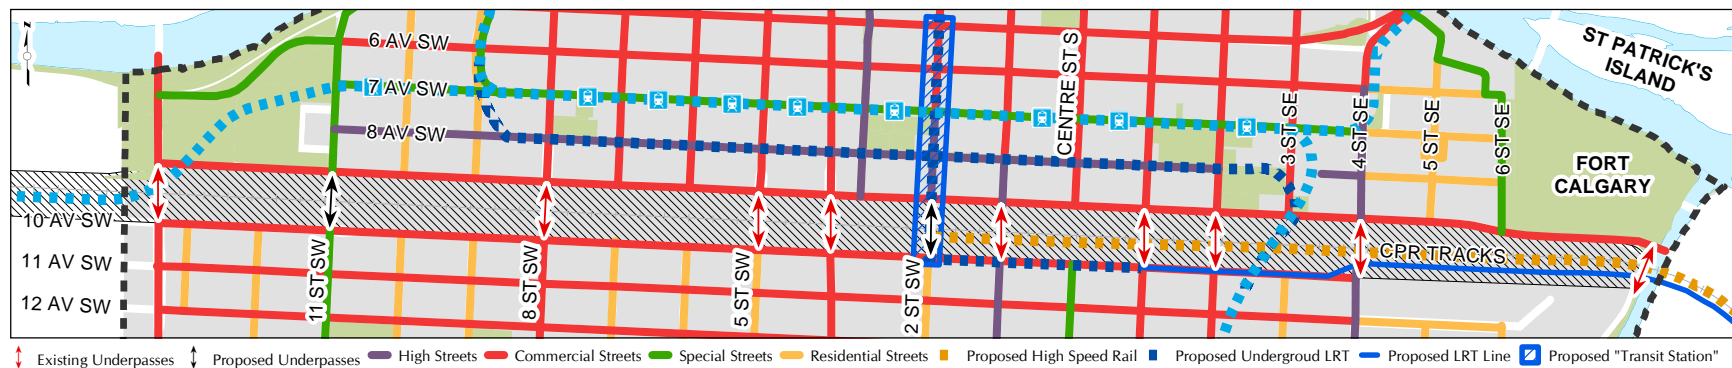 6 AV SW
7 AV SW
8 AV SW
10 AV SW
11 AV SW
12 AV SW
11 ST SW
8 ST SW
5 ST SW
2 ST SW
CENTRE ST S
3 ST SE
4 ST SE
5 ST SE
6 ST SE
ST PATRICK'S
ISLAND
FORT
CALGARY
CPR TRACKS
Existing Underpasses
Proposed Underpasses
High Streets
Commercial Streets
Special Streets
Residential Streets
Proposed High Speed Rail
Proposed Undergroud LRT
Proposed LRT Line
Proposed "Transit Station"